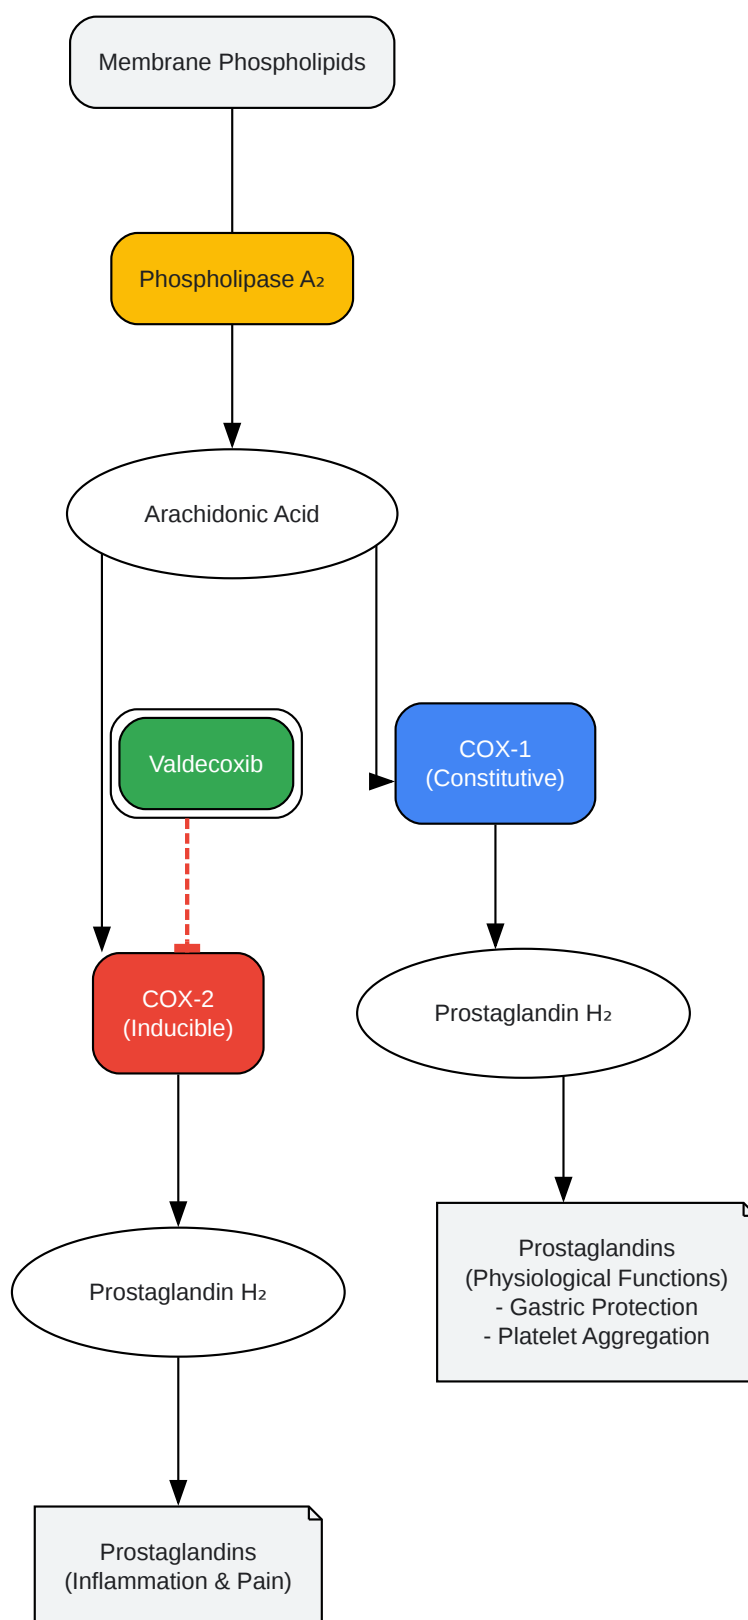 Membrane Phospholipids
Phospholipase A₂
Arachidonic Acid
Valdecoxib
COX-1
(Constitutive)
COX-2
(Inducible)
Prostaglandin H₂
Prostaglandins
(Physiological Functions)
- Gastric Protection
- Platelet Aggregation
Prostaglandin H₂
Prostaglandins
(Inflammation & Pain)